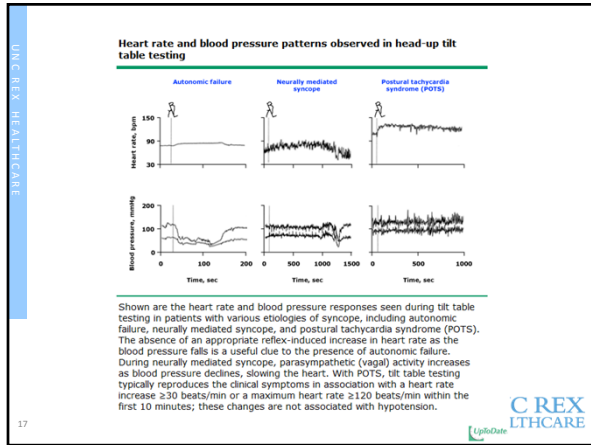 UNC REX HEALTHCARE
Heart rate and blood pressure patterns observed in head-up tilt
table testing
Autonomic failure
Neurally mediated
syncope
Postural tachycardia
syndrome (POTS)
Heart rate, bpm
150
90
30
Blood pressure, mmHg
200
100
0
0 100 200
0 500 1000 1500
0 500 1000
Time, sec
Time, sec
Time, sec
Shown are the heart rate and blood pressure responses seen during tilt table
testing in patients with various etiologies of syncope, including autonomic
failure, neurally mediated syncope, and postural tachycardia syndrome (POTS).
The absence of an appropriate reflex-induced increase in heart rate as the
blood pressure falls is a useful clue to the presence of autonomic failure.
During neurally mediated syncope, parasympathetic (vagal) activity increases
as blood pressure declines, slowing the heart. With POTS, tilt table testing
typically reproduces the clinical symptoms in association with a heart rate
increase ≥30 beats/min or a maximum heart rate ≥120 beats/min within the
first 10 minutes; these changes are not associated with hypotension.
17
UpToDate
C REX
LTHCARE